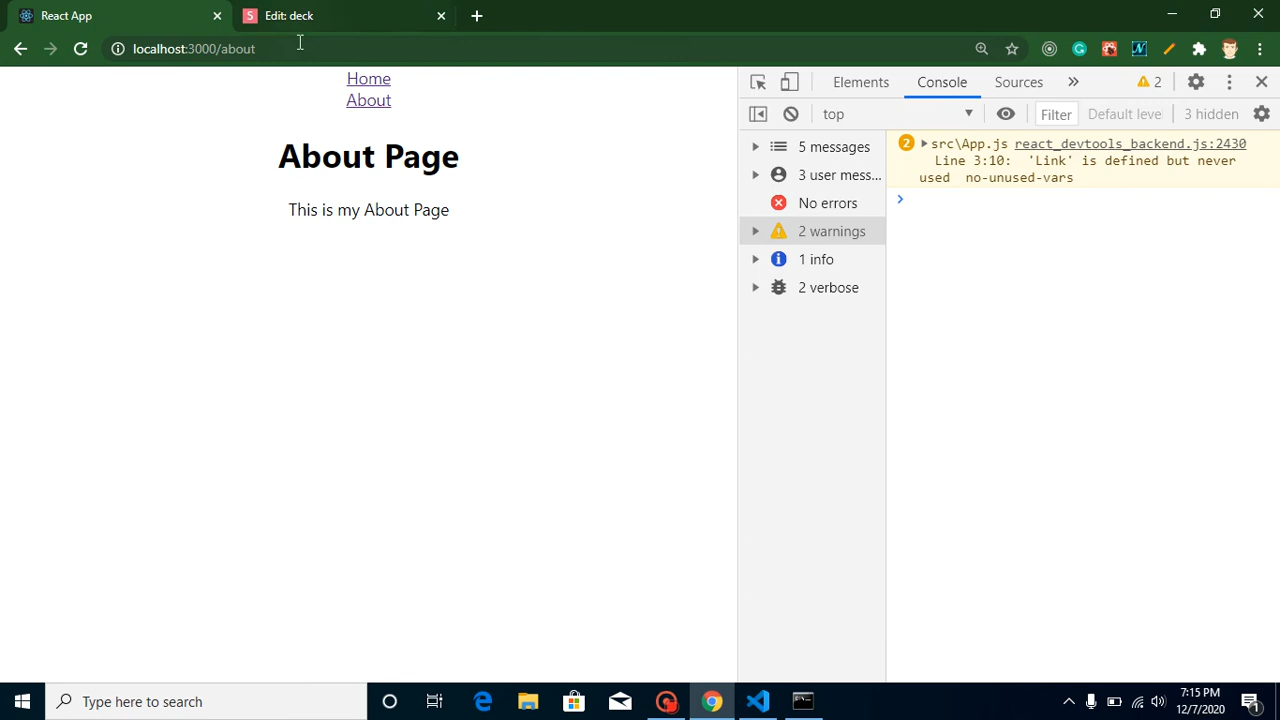 React App
Edit: deck
localhost:3000/about
Home
About
About Page
This is my About Page
Elements
Console
Sources
2
top
Filter
Default leve
3 hidden
5 messages
3 user mess...
No errors
2 warnings
1 info
2 verbose
2 src\App.js react_devtools_backend.js:2430
Line 3:10: 'Link' is defined but never
used no-unused-vars
Type here to search
7:15 PM
12/7/2020
1